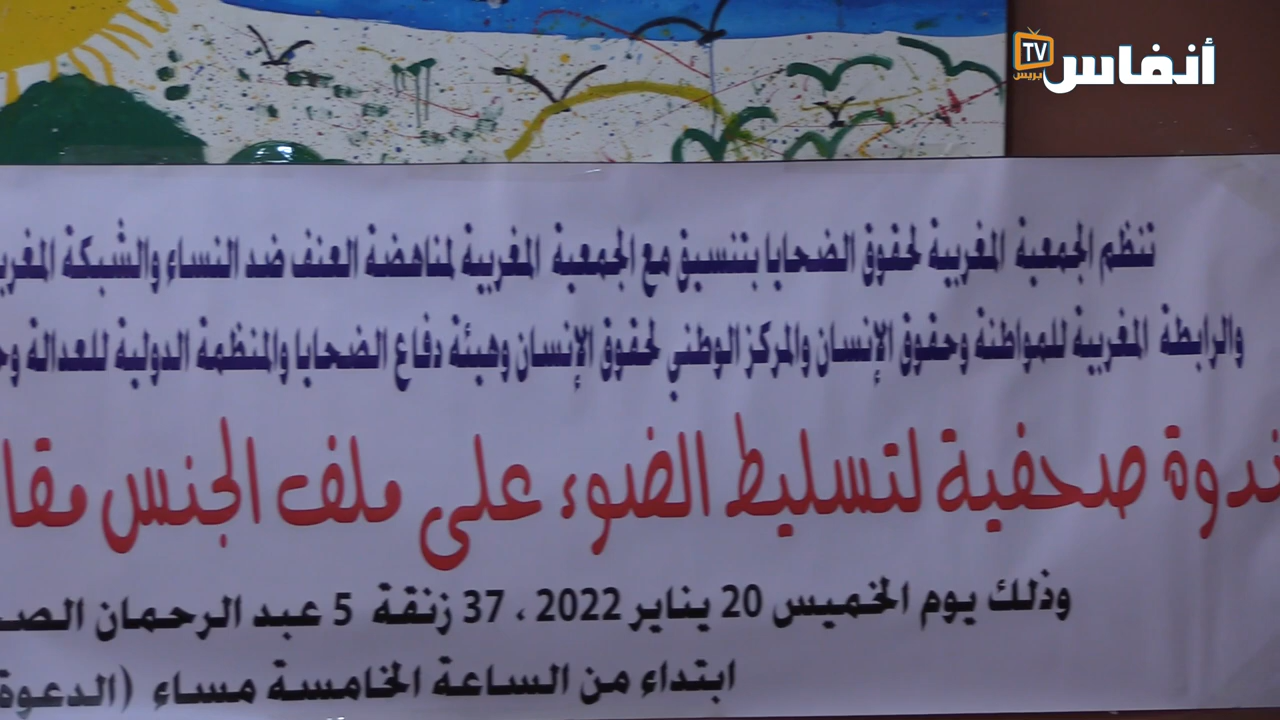 أنفاس
بريس
TV
تنظم الجمعية المغربية لحقوق الضحايا بتنسيق مع الجمعية المغربية لمناهضة العنف ضد النساء والشبكة
والرابطة المغربية للمواطنة وحقوق الإنسان والمركز الوطني لحقوق الإنسان وهيئة دفاع الضحايا والمنظمة الدولية للعدالة
ندوة صحفية لتسليط الضوء على ملف الجنس مقا
وذلك يوم الخميس 20 يناير 2022 ، 37 زنقة 5 عبد الرحمان
ابتداء من الساعة الخامسة مساء (الدعوة